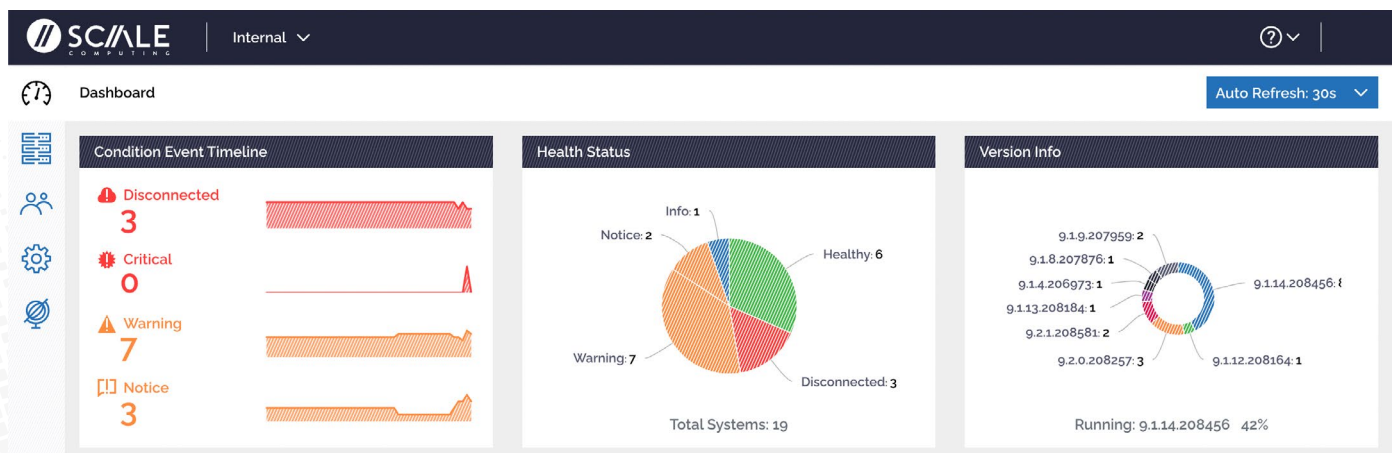 SCALE
COMPUTING
Internal
Dashboard
Auto Refresh: 30s
Condition Event Timeline
Disconnected
3
Critical
0
Warning
7
Notice
3
Health Status
Info: 1
Notice: 2
Healthy: 6
Warning: 7
Disconnected: 3
Total Systems: 19
Version Info
9.1.9.207959: 2
9.1.8.207876: 1
9.1.4.206973: 1
9.1.13.208184: 1
9.2.1.208581: 2
9.2.0.208257: 3
9.1.14.208456:
9.1.12.208164: 1
Running: 9.1.14.208456 42%